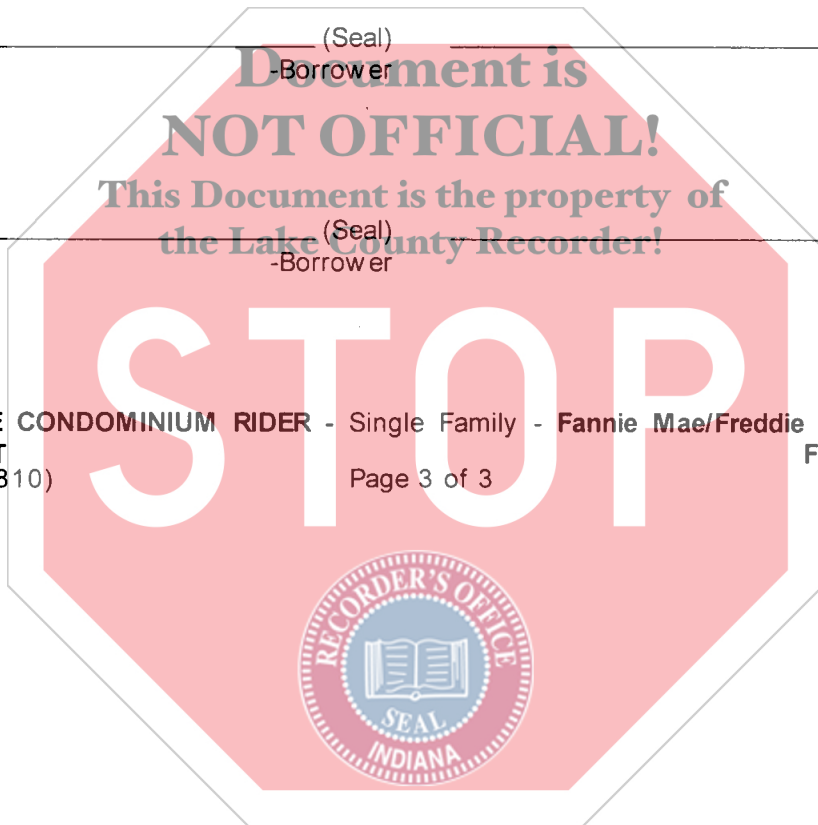 (Seal)
-Borrower
Document is
NOT OFFICIAL!
This Document is the property of
the Lake County Recorder!
(Seal)
-Borrower
STOP
E CONDOMINIUM RIDER - Single Family - Fannie Mae/Freddie
T F
810) Page 3 of 3
RECORDER'S OFFICE
SEAL
INDIANA